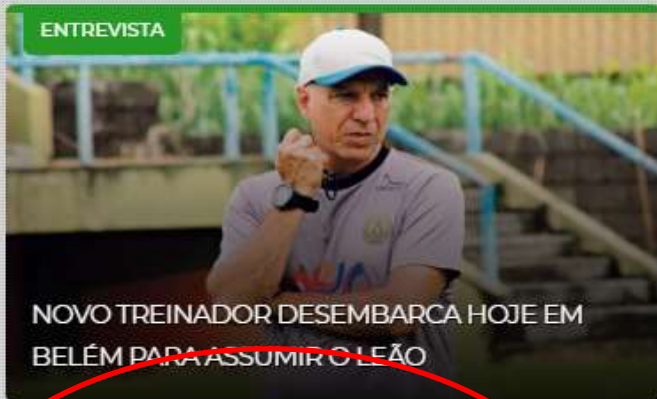 ENTREVISTA
NOVO TREINADOR DESEMBARCA HOJE EM
BELÉM PARA ASSUMIR O LEÃO